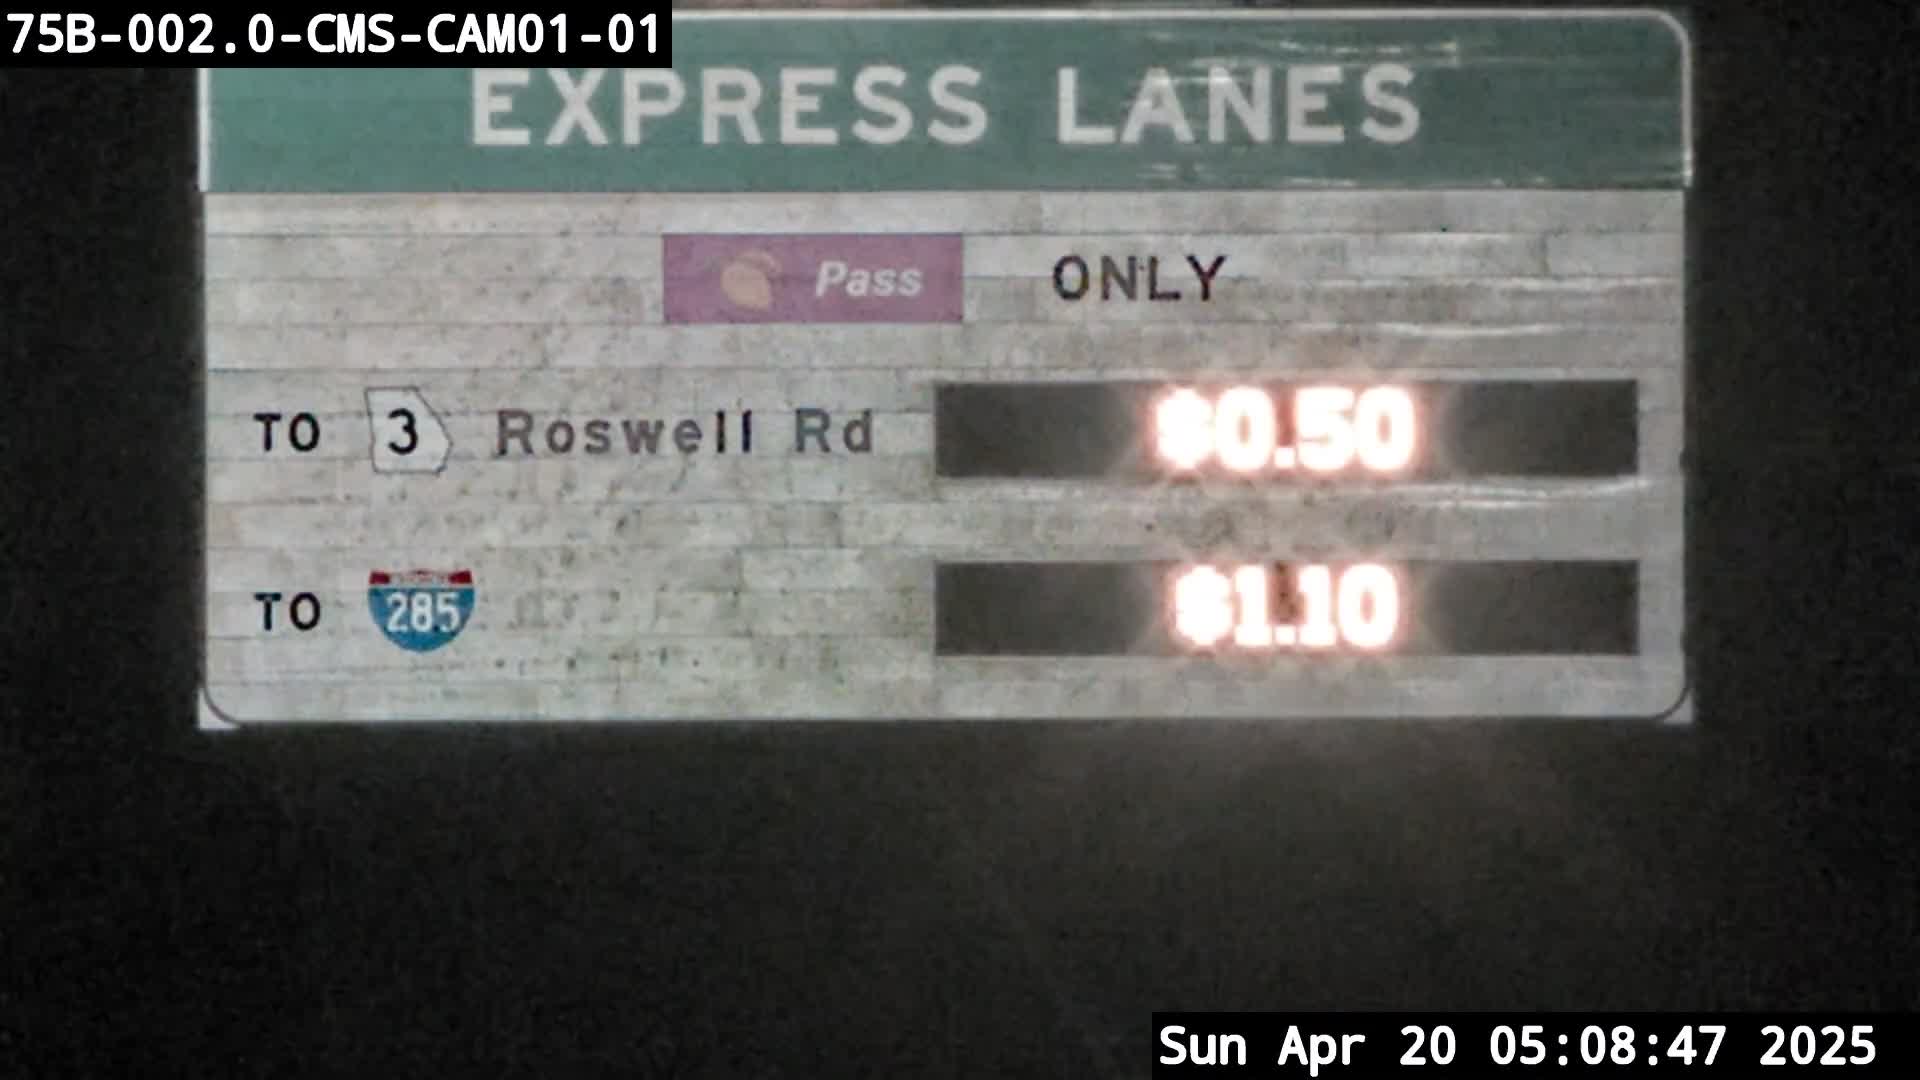 75B-002.0-CMS-CAM01-01
EXPRESS LANES
Pass ONLY
TO 3 Roswell Rd $0.50
TO 285 $1.10
Sun Apr 20 05:08:47 2025